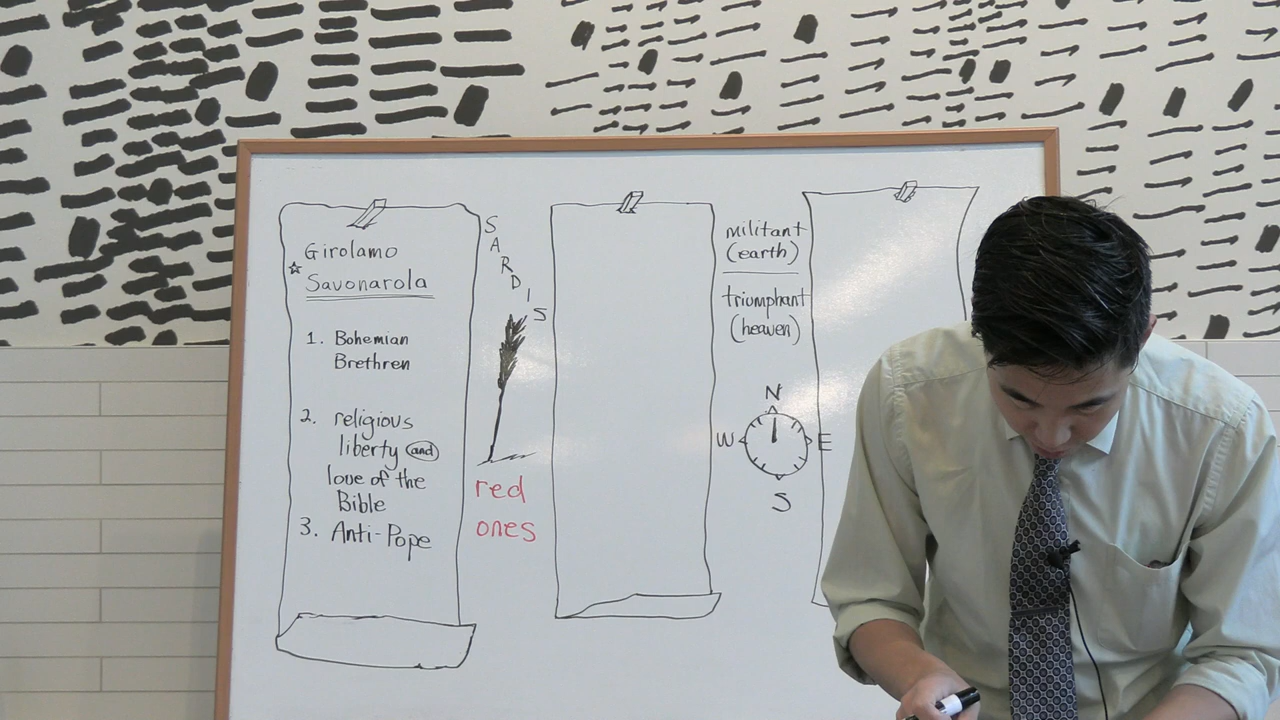 Girolamo
Savonarola
1. Bohemian
Brethren
2. religious
liberty and
love of the
Bible
3. Anti-Pope
SARDIS
red
ones
militant
(earth)
triumphant
(heaven)
N
W E
S